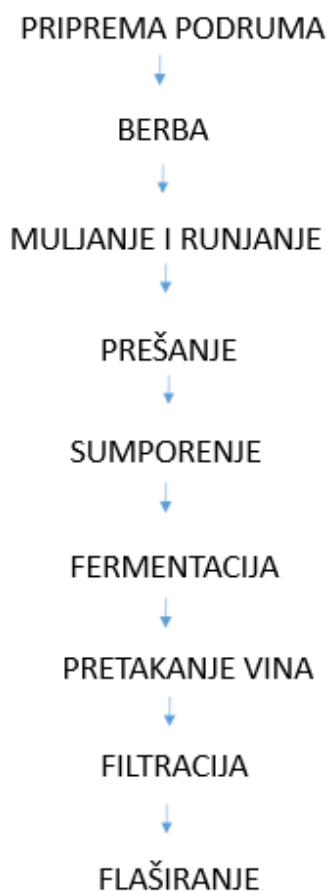 PRIPREMA PODRUMA
BERBA
MULJANJE I RUNJANJE
PREŠANJE
SUMPORENJE
FERMENTACIJA
PRETAKANJE VINA
FILTRACIJA
FLAŠIRANJE